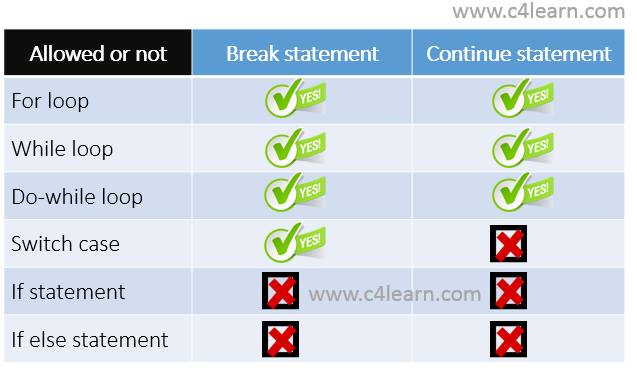 www.c4learn.com
Allowed or not Break statement Continue statement
For loop YES! YES!
While loop YES! YES!
Do-while loop YES! YES!
Switch case YES!
If statement www.c4learn.com
If else statement